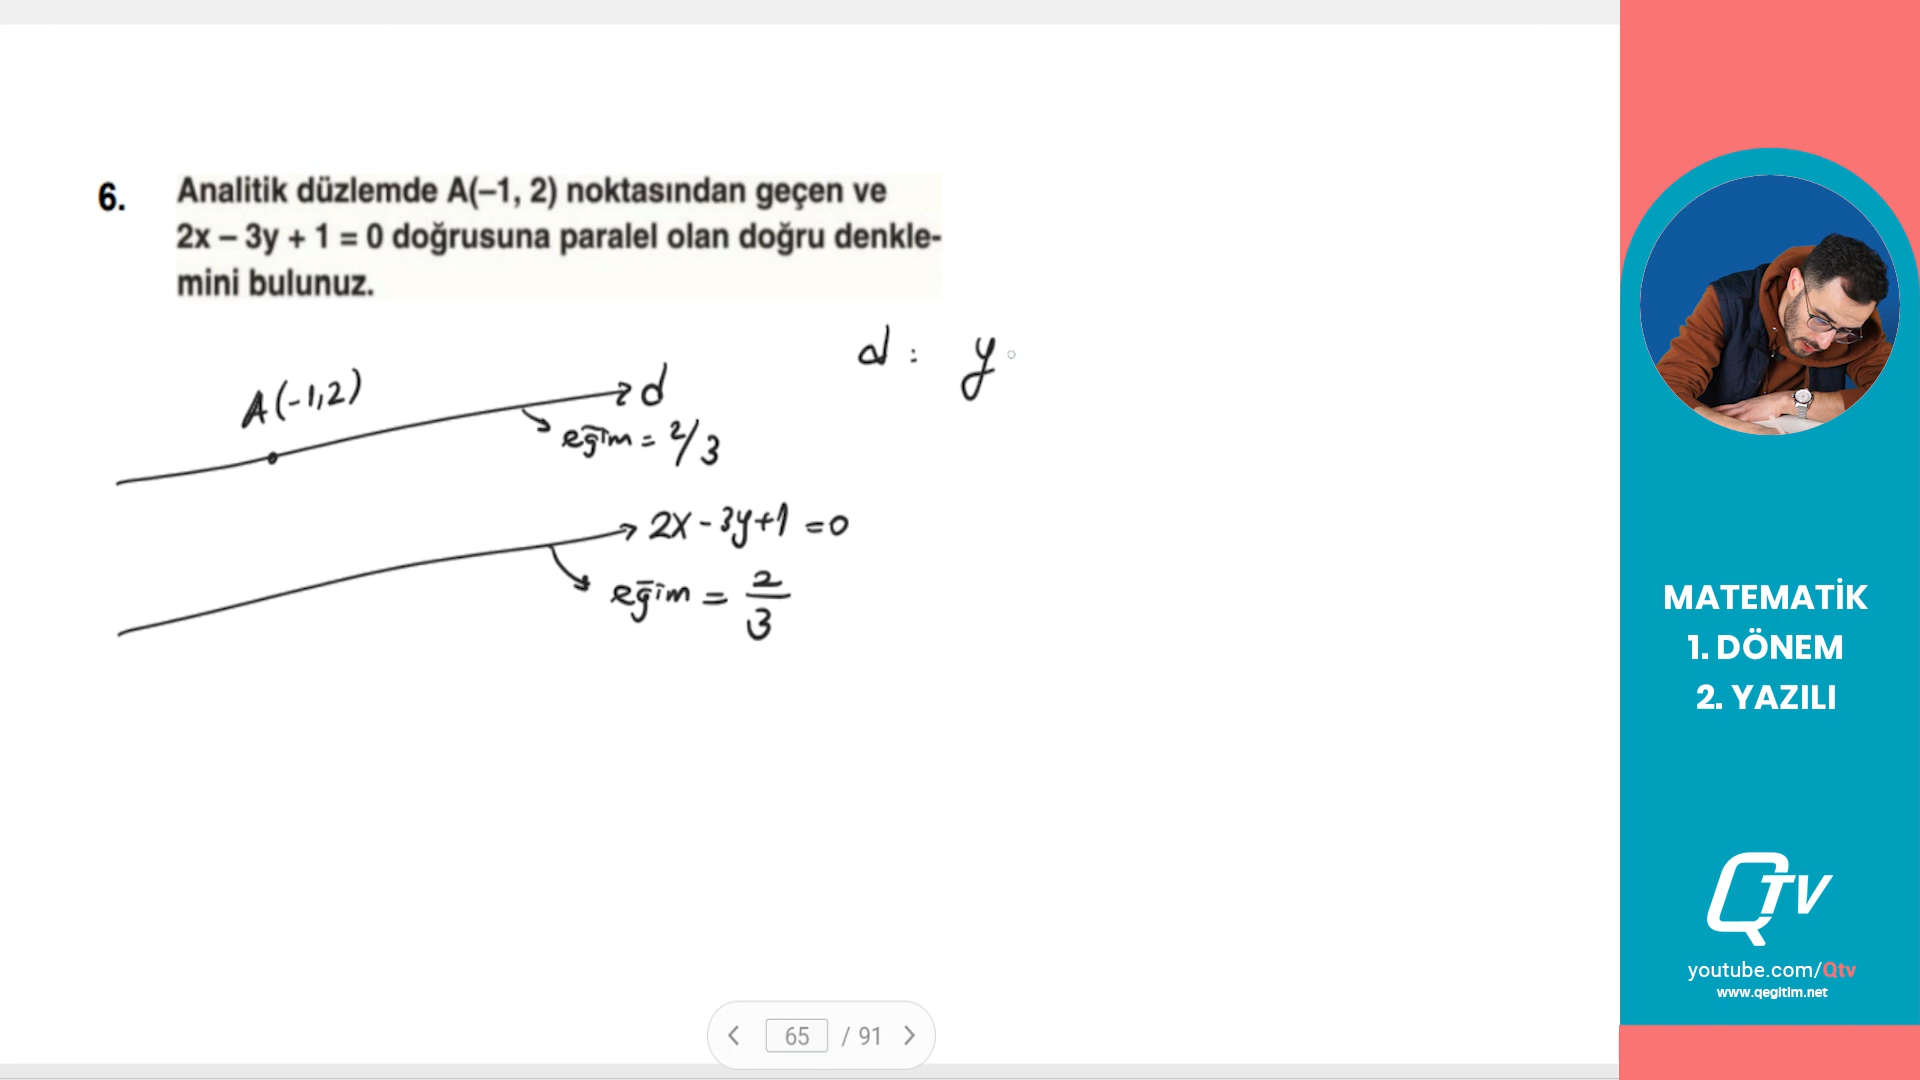 6. Analitik düzlemde A(–1, 2) noktasından geçen ve
2x – 3y + 1 = 0 doğrusuna paralel olan doğru denkle-
mini bulunuz.
d : y
A(-1,2)
d
eğim = 2/3
2x - 3y + 1 = 0
eğim = 2/3
65 / 91
MATEMATİK
1. DÖNEM
2. YAZILI
QTV
youtube.com/Qtv
www.qegitim.net